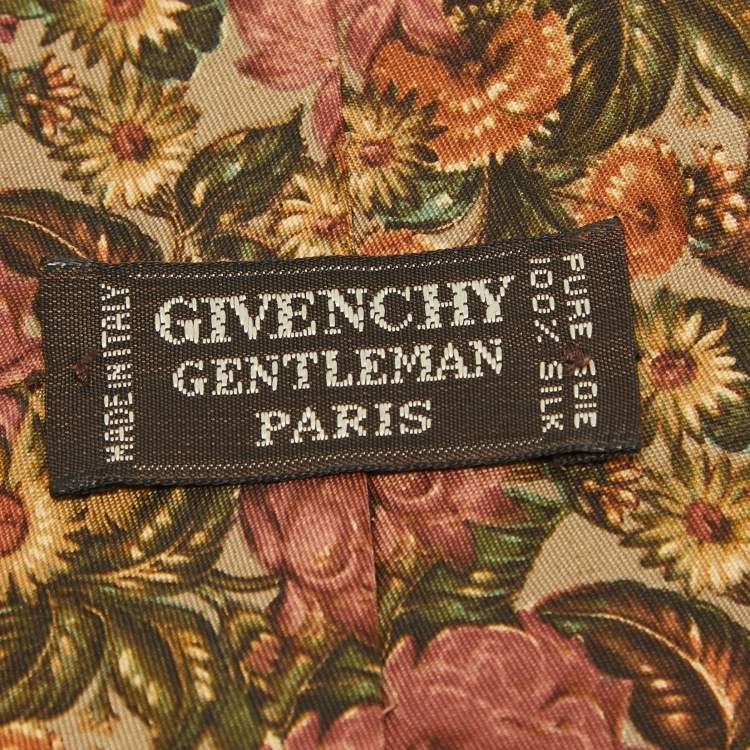 MADE IN ITALY
GIVENCHY
GENTLEMAN
PARIS
PURE SOIE
100% SILK